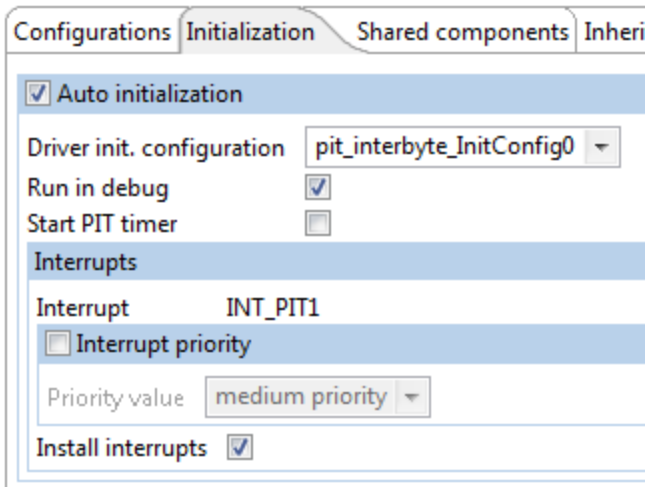 Configurations Initialization Shared components Inheri
Auto initialization
Driver init. configuration pit_interbyte_InitConfig0
Run in debug
Start PIT timer
Interrupts
Interrupt INT_PIT1
Interrupt priority
Priority value medium priority
Install interrupts